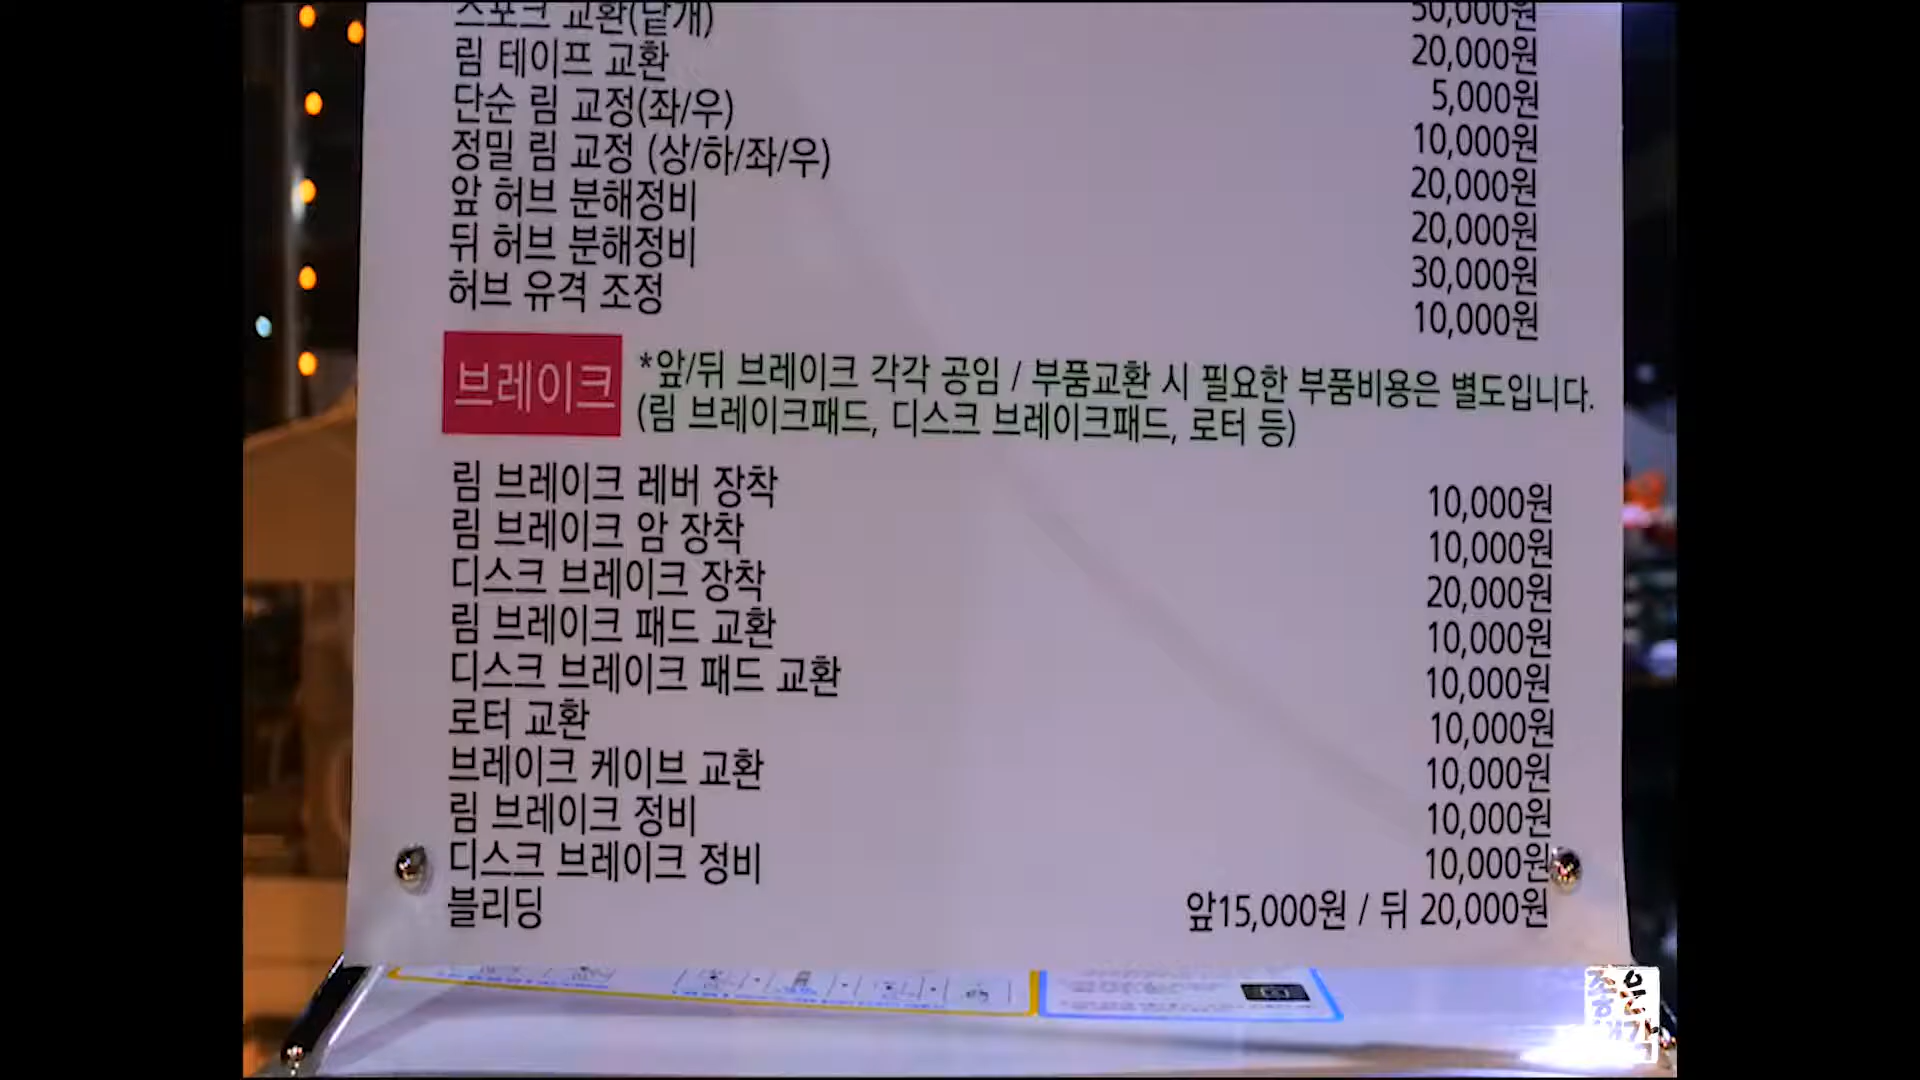 50,000원
스포크 교환(낱개) 20,000원
림 테이프 교환 5,000원
단순 림 교정(좌/우) 10,000원
정밀 림 교정 (상/하/좌/우) 20,000원
앞 허브 분해정비 20,000원
뒤 허브 분해정비 30,000원
허브 유격 조정 10,000원
브레이크
*앞/뒤 브레이크 각각 공임 / 부품교환 시 필요한 부품비용은 별도입니다.
(림 브레이크패드, 디스크 브레이크패드, 로터 등)
림 브레이크 레버 장착 10,000원
림 브레이크 암 장착 10,000원
디스크 브레이크 장착 20,000원
림 브레이크 패드 교환 10,000원
디스크 브레이크 패드 교환 10,000원
로터 교환 10,000원
브레이크 케이브 교환 10,000원
림 브레이크 정비 10,000원
디스크 브레이크 정비 10,000원
블리딩 앞15,000원 / 뒤 20,000원